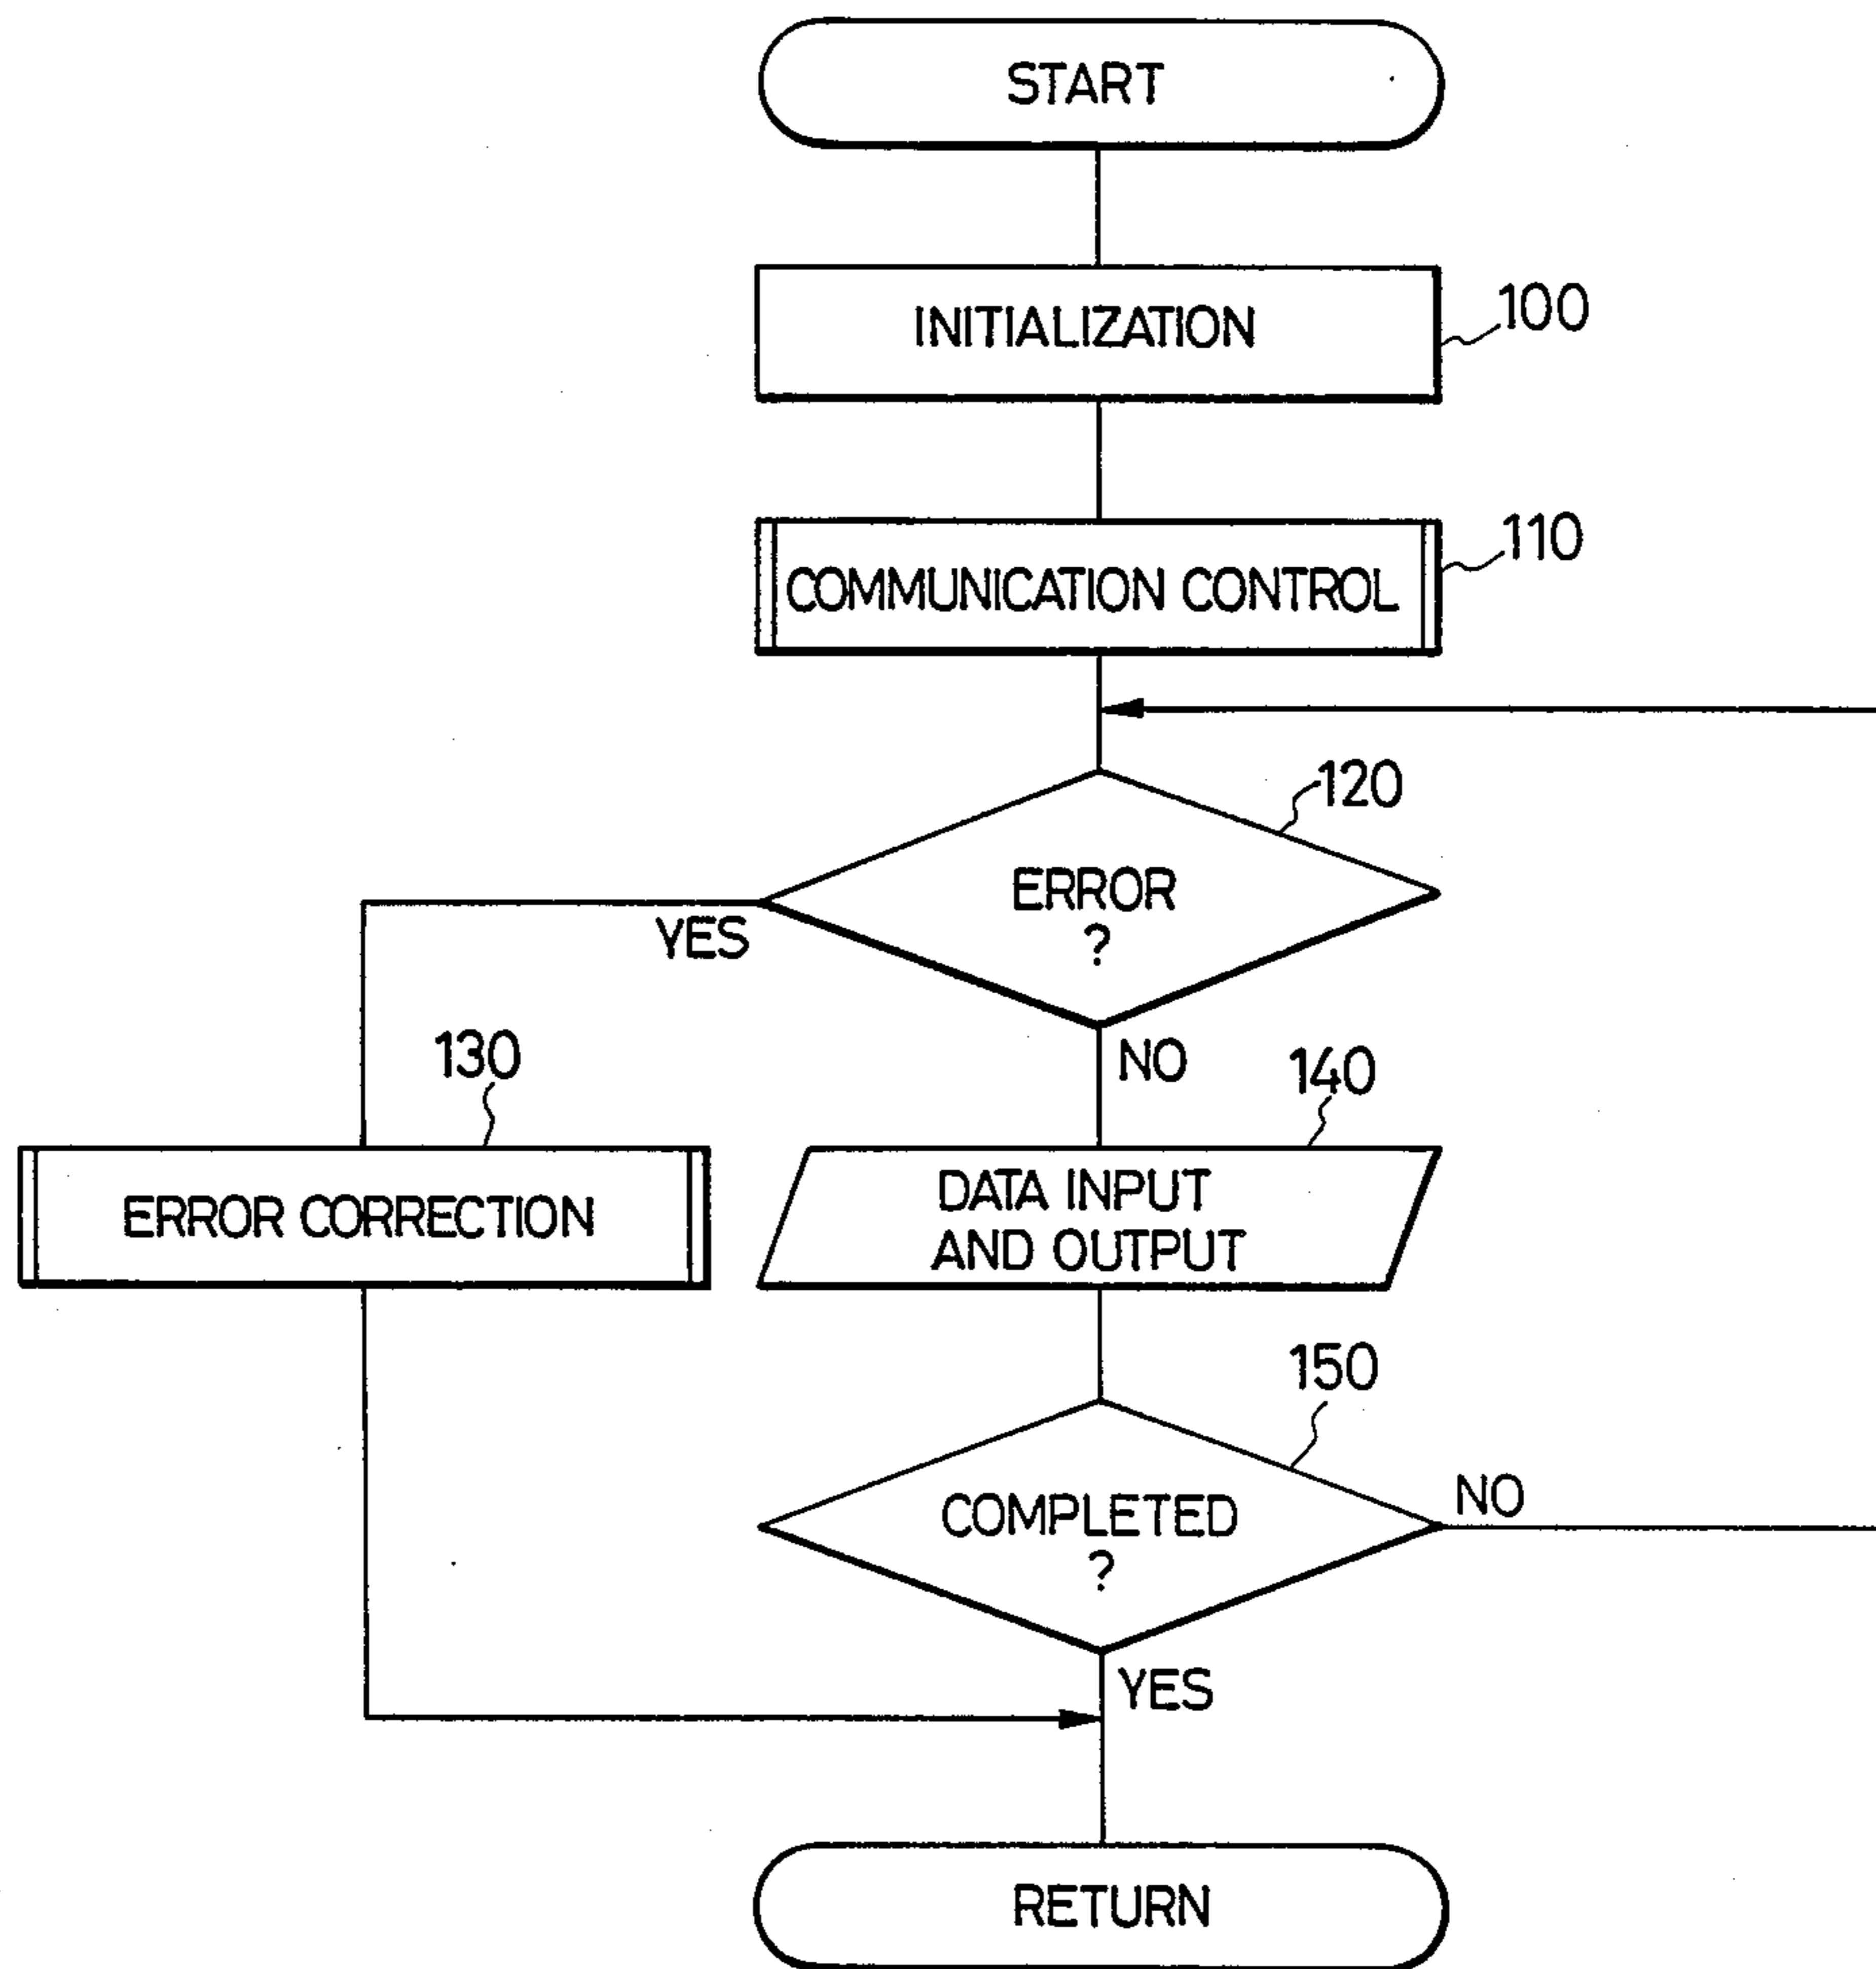 START
INITIALIZATION
100
COMMUNICATION CONTROL
110
120
ERROR
?
YES
NO
130
140
ERROR CORRECTION
DATA INPUT
AND OUTPUT
150
COMPLETED
?
NO
YES
RETURN